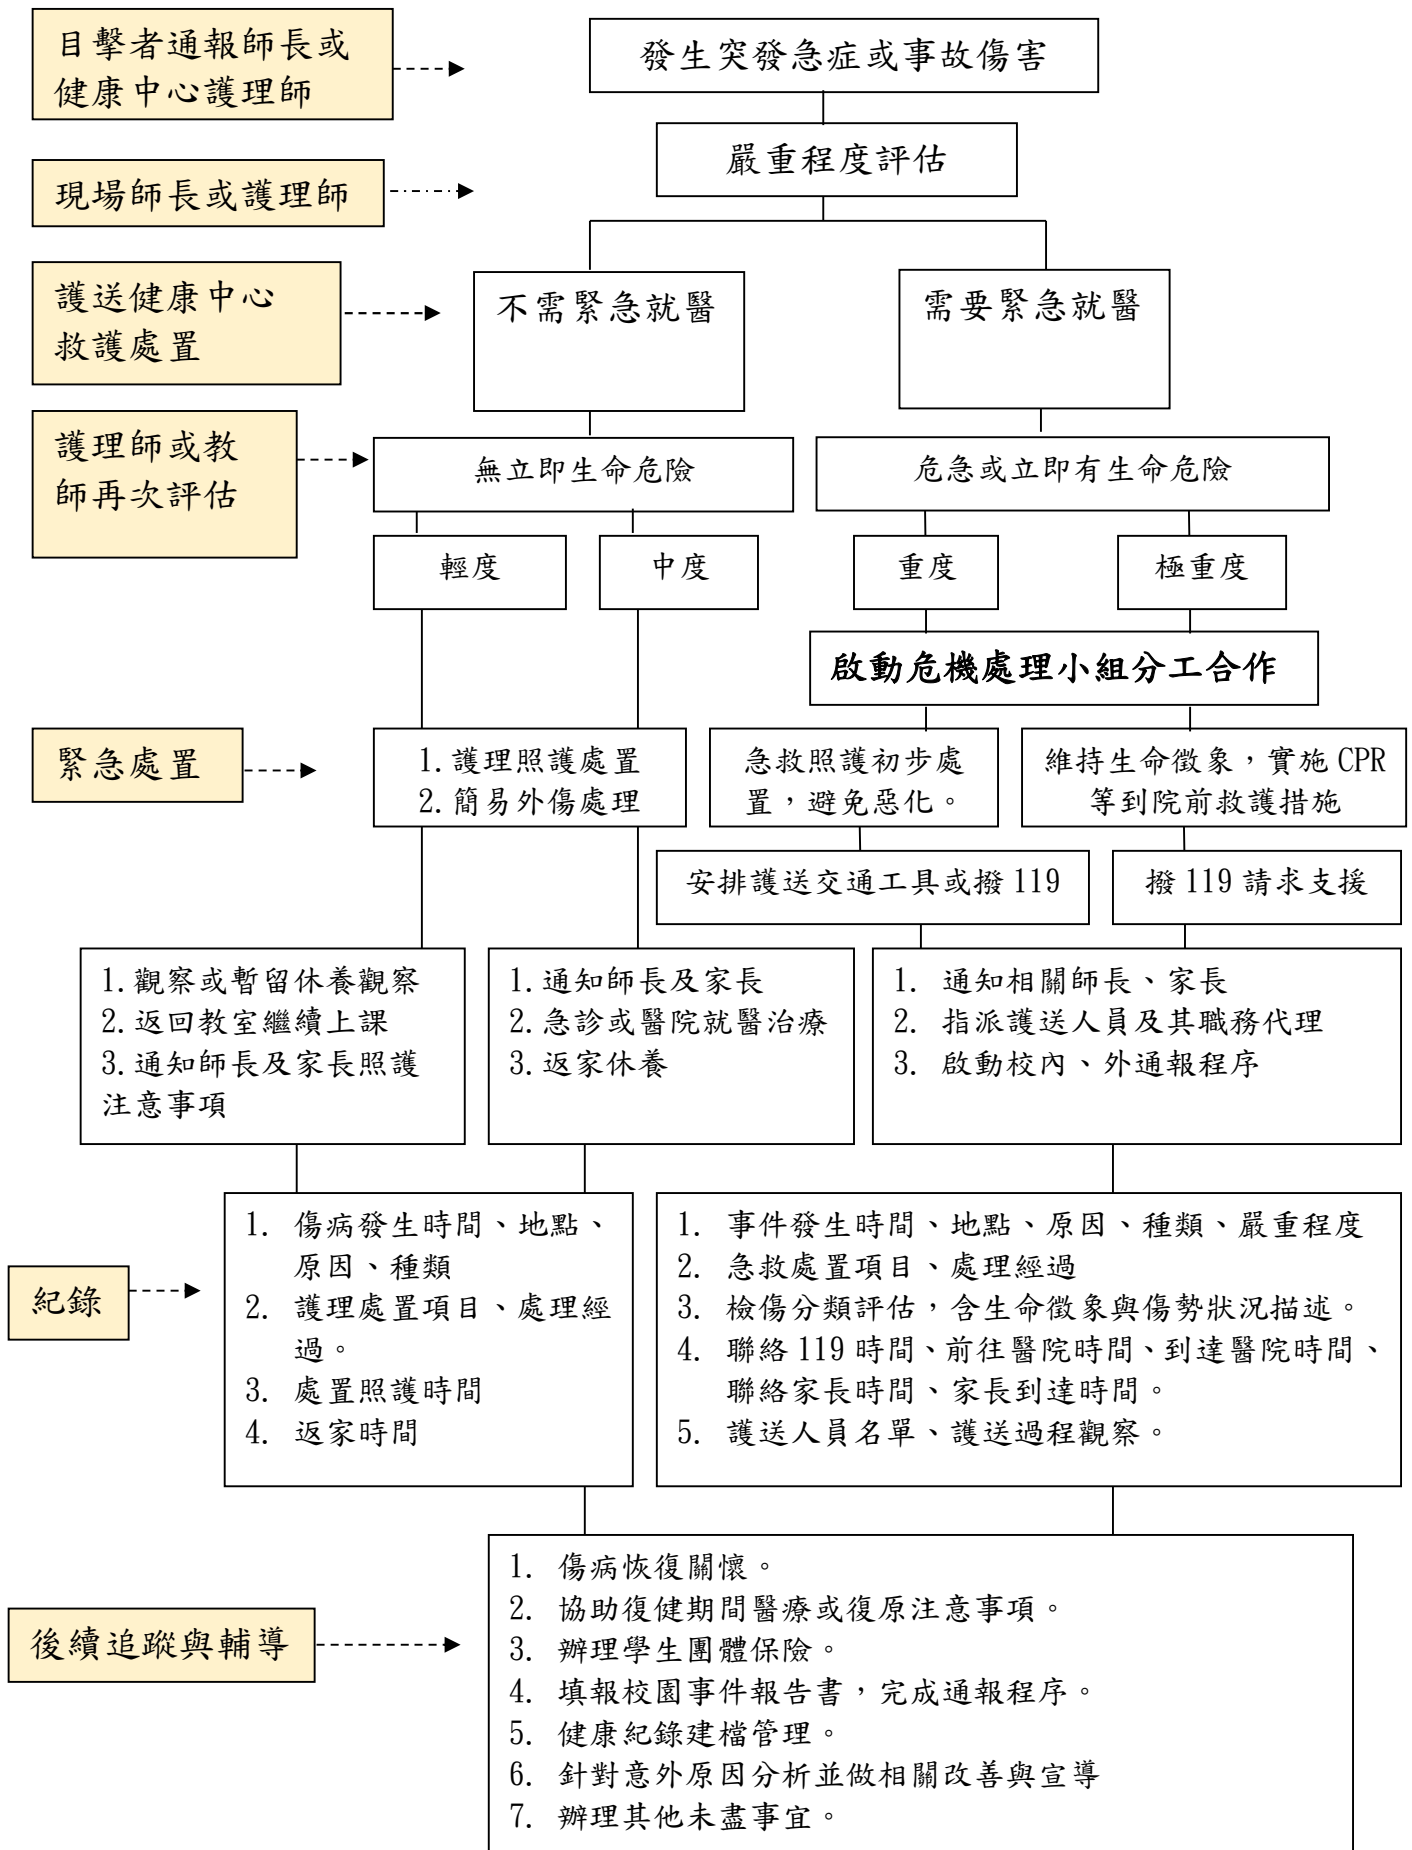 目擊者通報師長或
健康中心護理師
發生突發急症或事故傷害
嚴重程度評估
現場師長或護理師
護送健康中心
救護處置
不需緊急就醫
需要緊急就醫
護理師或教
師再次評估
無立即生命危險
危急或立即有生命危險
輕度
中度
重度
極重度
啟動危機處理小組分工合作
緊急處置
1.護理照護處置
2.簡易外傷處理
急救照護初步處
置，避免惡化。
維持生命徵象，實施 CPR
等到院前救護措施
安排護送交通工具或撥 119
撥 119 請求支援
1.觀察或暫留休養觀察
2.返回教室繼續上課
3.通知師長及家長照護
注意事項
1.通知師長及家長
2.急診或醫院就醫治療
3.返家休養
1. 通知相關師長、家長
2. 指派護送人員及其職務代理
3. 啟動校內、外通報程序
紀錄
1. 傷病發生時間、地點、
原因、種類
2. 護理處置項目、處理經
過。
3. 處置照護時間
4. 返家時間
1. 事件發生時間、地點、原因、種類、嚴重程度
2. 急救處置項目、處理經過
3. 檢傷分類評估，含生命徵象與傷勢狀況描述。
4. 聯絡 119 時間、前往醫院時間、到達醫院時間、
聯絡家長時間、家長到達時間。
5. 護送人員名單、護送過程觀察。
後續追蹤與輔導
1. 傷病恢復關懷。
2. 協助復健期間醫療或復原注意事項。
3. 辦理學生團體保險。
4. 填報校園事件報告書，完成通報程序。
5. 健康紀錄建檔管理。
6. 針對意外原因分析並做相關改善與宣導
7. 辦理其他未盡事宜。